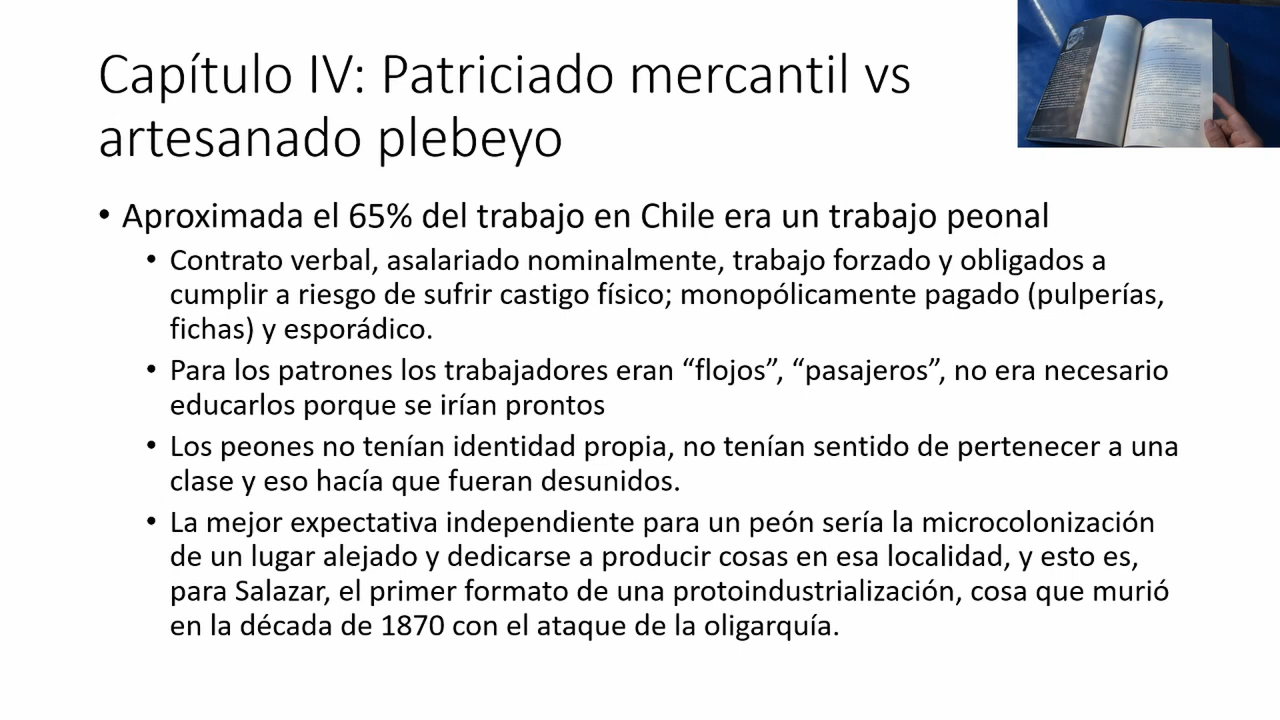 Capítulo IV: Patriciado mercantil vs
artesanado plebeyo
• Aproximada el 65% del trabajo en Chile era un trabajo peonal
• Contrato verbal, asalariado nominalmente, trabajo forzado y obligados a
cumplir a riesgo de sufrir castigo físico; monopólicamente pagado (pulperías,
fichas) y esporádico.
• Para los patrones los trabajadores eran “flojos”, “pasajeros”, no era necesario
educarlos porque se irían prontos
• Los peones no tenían identidad propia, no tenían sentido de pertenecer a una
clase y eso hacía que fueran desunidos.
• La mejor expectativa independiente para un peón sería la microcolonización
de un lugar alejado y dedicarse a producir cosas en esa localidad, y esto es,
para Salazar, el primer formato de una protoindustrialización, cosa que murió
en la década de 1870 con el ataque de la oligarquía.